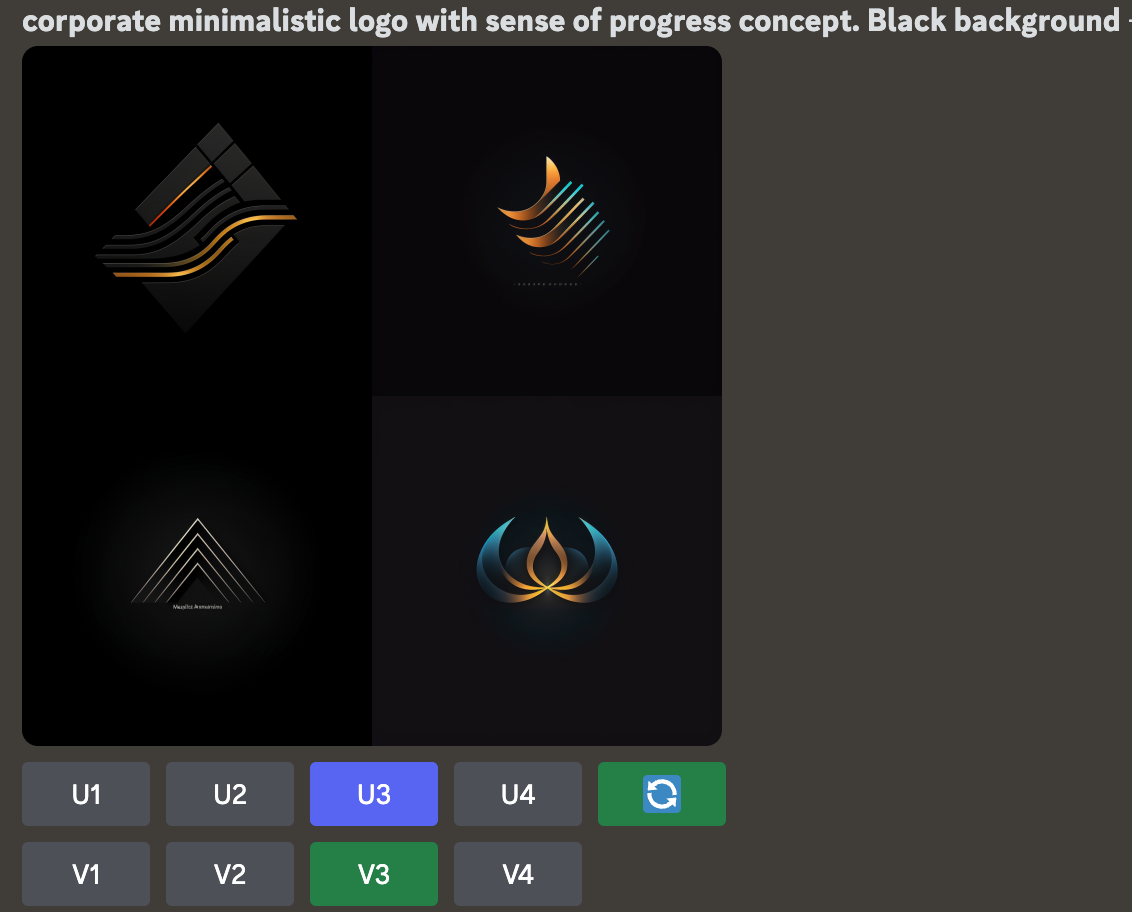 corporate minimalistic logo with sense of progress concept. Black background -
U1 U2 U3 U4
V1 V2 V3 V4